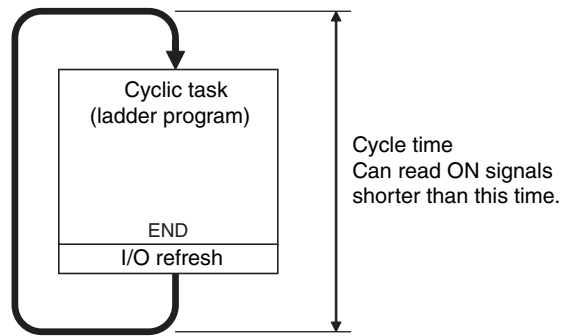 Cyclic task
(ladder program)
END
I/O refresh
Cycle time
Can read ON signals
shorter than this time.